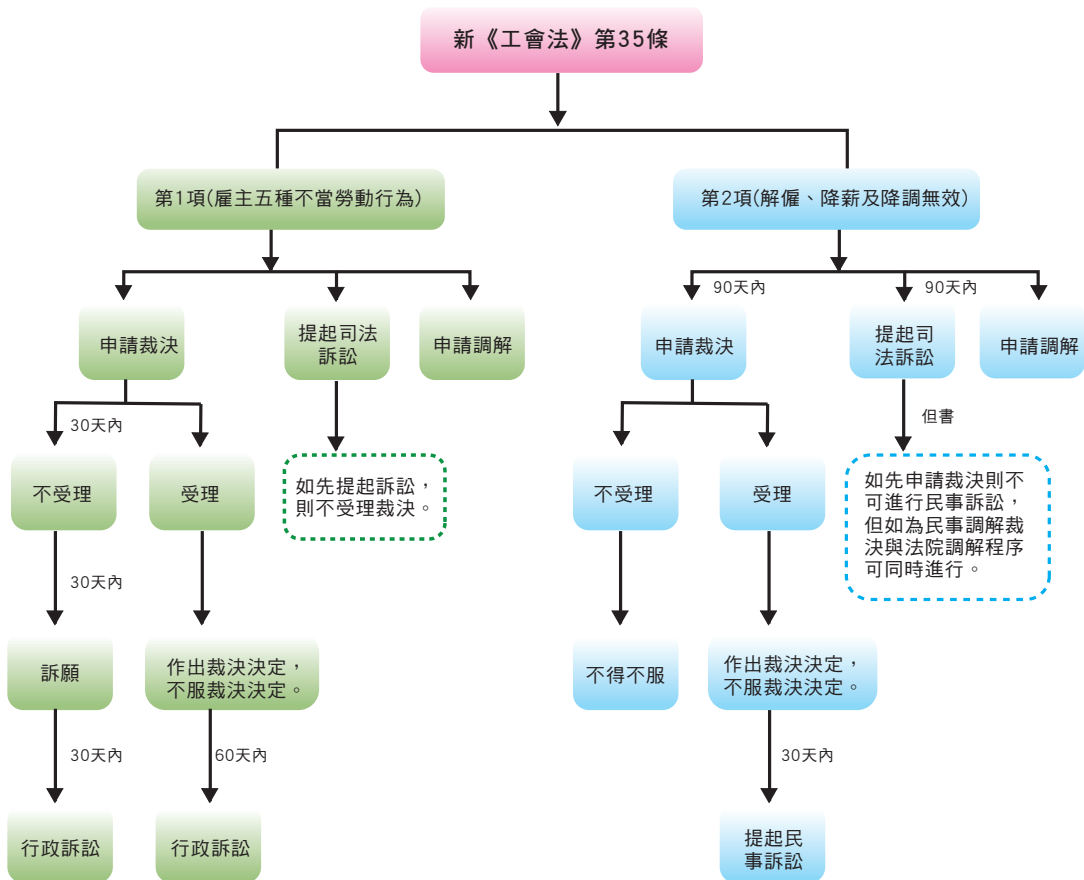 新《工會法》第35條
第1項(雇主五種不當勞動行為)
第2項(解僱、降薪及降調無效)
90天內
90天內
申請裁決
提起司法
訴訟
申請調解
申請裁決
提起司
法訴訟
申請調解
30天內
但書
不受理
受理
如先提起訴訟，
則不受理裁決。
不受理
受理
如先申請裁決則不
可進行民事訴訟，
但如為民事調解裁
決與法院調解程序
可同時進行。
30天內
訴願
作出裁決決定，
不服裁決決定。
不得不服
作出裁決決定，
不服裁決決定。
30天內
60天內
30天內
行政訴訟
行政訴訟
提起民
事訴訟